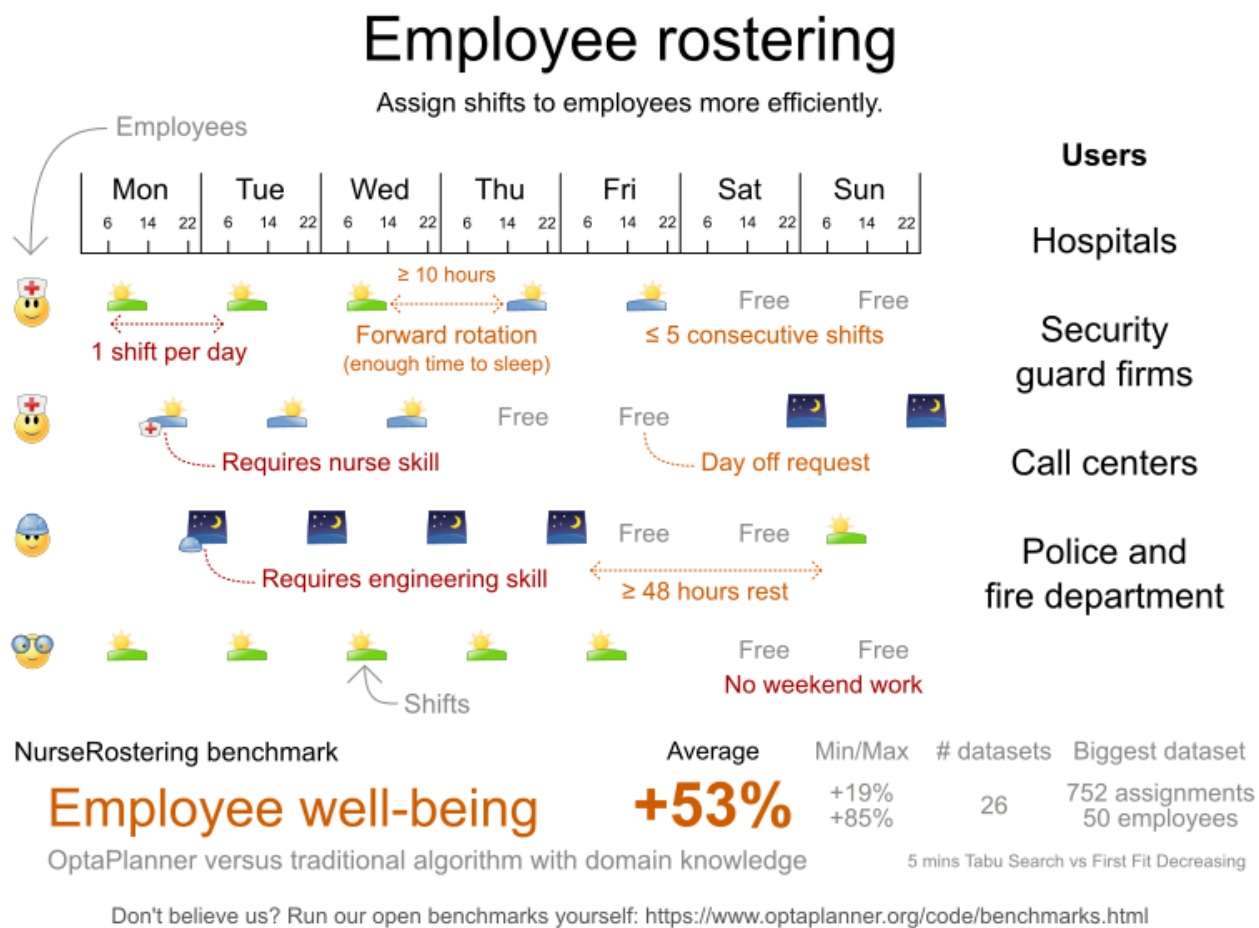 Employee rostering
Assign shifts to employees more efficiently.
Employees
Users
Mon Tue Wed Thu Fri Sat Sun
6 14 22 6 14 22 6 14 22 6 14 22 6 14 22 6 14 22 6 14 22
Hospitals
≥ 10 hours
Free Free
1 shift per day
Forward rotation
(enough time to sleep)
≤ 5 consecutive shifts
Security
guard firms
Free Free
Requires nurse skill
Day off request
Call centers
Free Free
Requires engineering skill
≥ 48 hours rest
Police and
fire department
Free Free
No weekend work
Shifts
NurseRostering benchmark
Average
Min/Max
# datasets
Biggest dataset
Employee well-being
+53%
+19%
+85%
26
752 assignments
50 employees
OptaPlanner versus traditional algorithm with domain knowledge
5 mins Tabu Search vs First Fit Decreasing
Don't believe us? Run our open benchmarks yourself: https://www.optaplanner.org/code/benchmarks.html